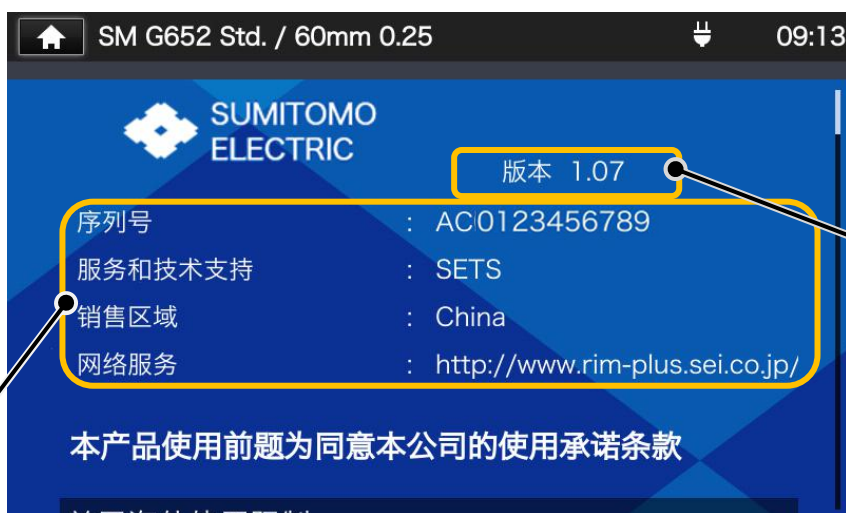 SM G652 Std. / 60mm 0.25
09:13
SUMITOMO
ELECTRIC
版本 1.07
序列号 : AC0123456789
服务和技术支持 : SETS
销售区域 : China
网络服务 : http://www.rim-plus.sei.co.jp/
本产品使用前题为同意本公司的使用承诺条款